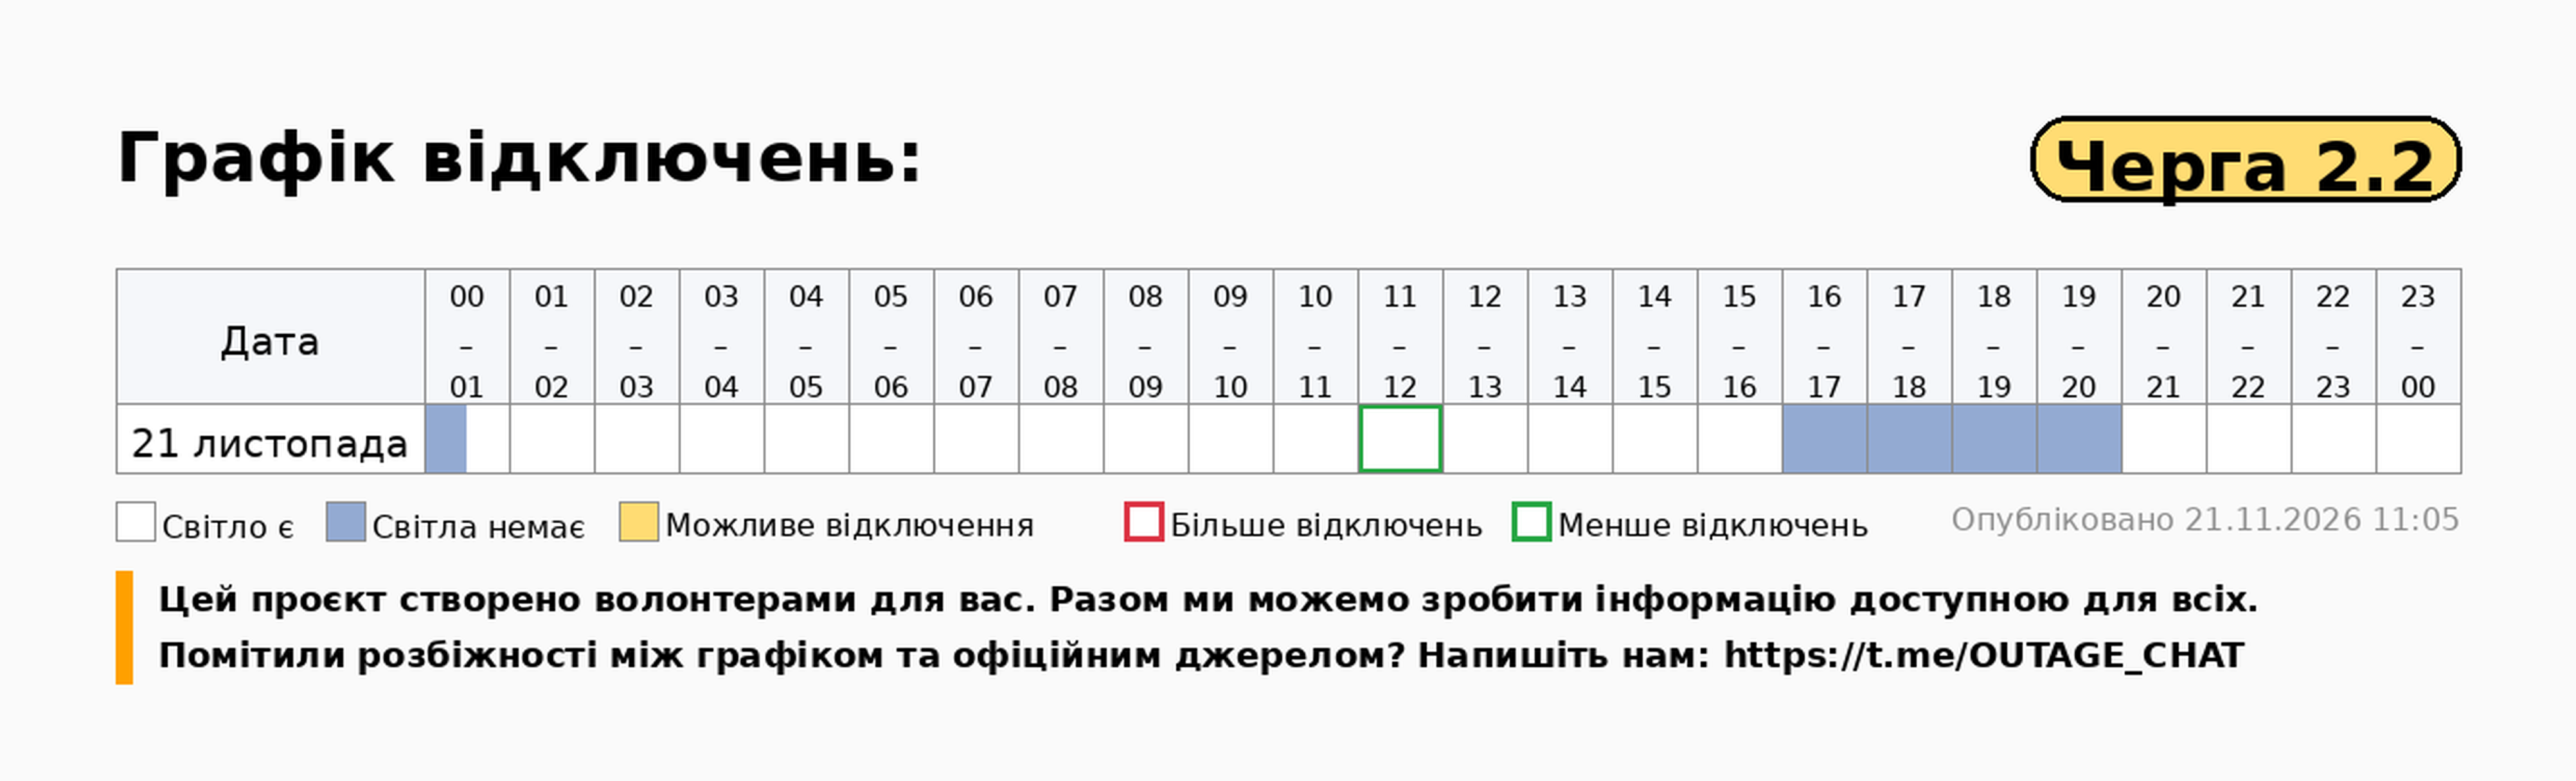 Графік відключень:
Черга 2.2
Дата
00 – 01
01 – 02
02 – 03
03 – 04
04 – 05
05 – 06
06 – 07
07 – 08
08 – 09
09 – 10
10 – 11
11 – 12
12 – 13
13 – 14
14 – 15
15 – 16
16 – 17
17 – 18
18 – 19
19 – 20
20 – 21
21 – 22
22 – 23
23 – 00
21 листопада
Світло є
Світла немає
Можливе відключення
Більше відключень
Менше відключень
Опубліковано 21.11.2026 11:05
Цей проєкт створено волонтерами для вас. Разом ми можемо зробити інформацію доступною для всіх.
Помітили розбіжності між графіком та офіційним джерелом? Напишіть нам: https://t.me/OUTAGE_CHAT